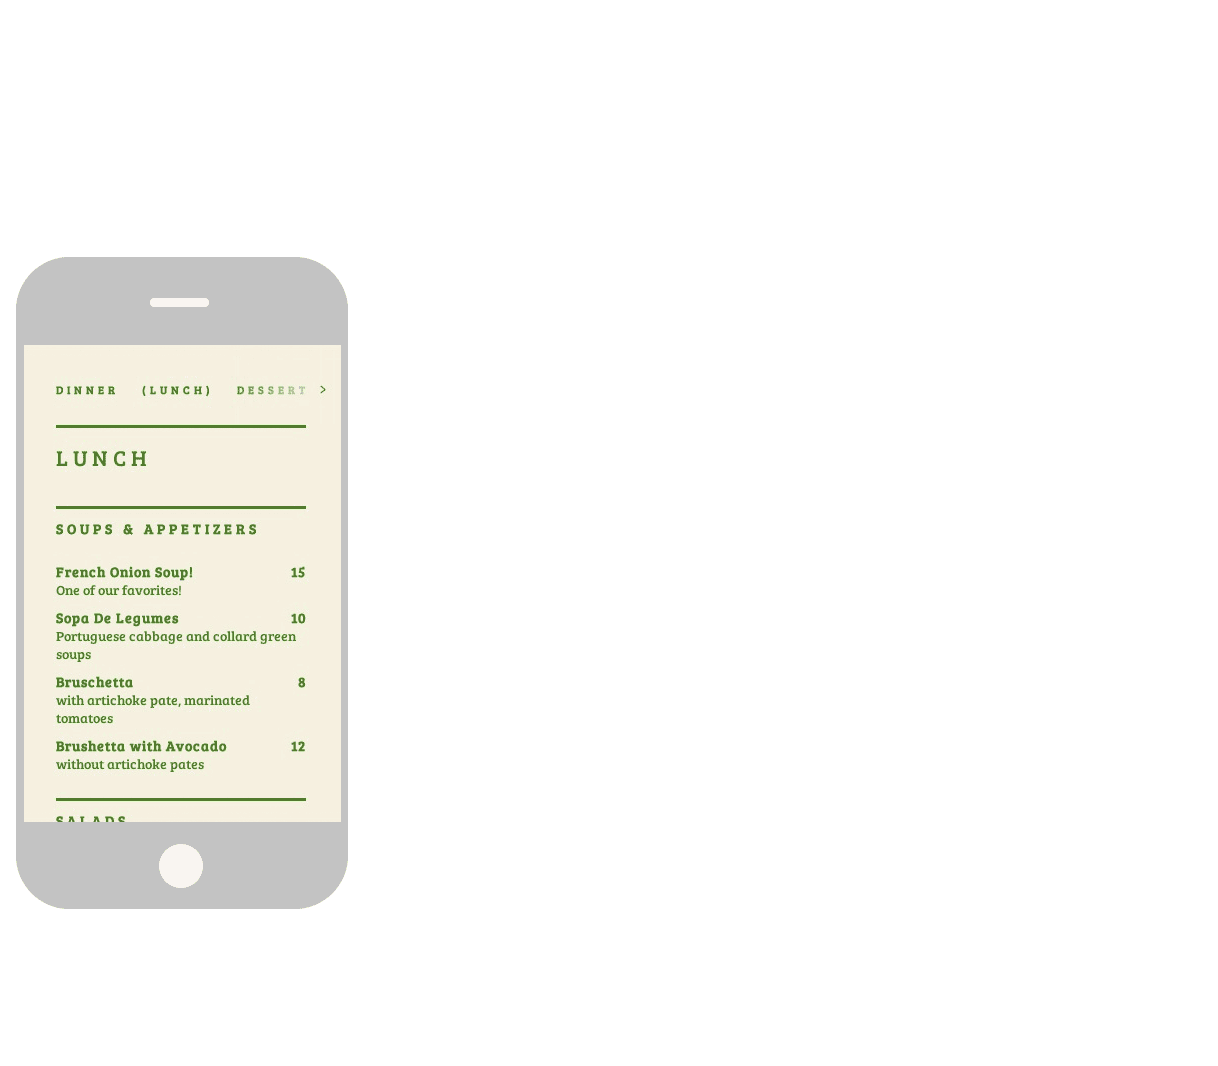 DINNER (LUNCH) DESSERT >
LUNCH
SOUPS & APPETIZERS
French Onion Soup! 15
One of our favorites!
Sopa De Legumes 10
Portuguese cabbage and collard green
soups
Bruschetta 8
with artichoke pate, marinated
tomatoes
Brushetta with Avocado 12
without artichoke pates
SALADS